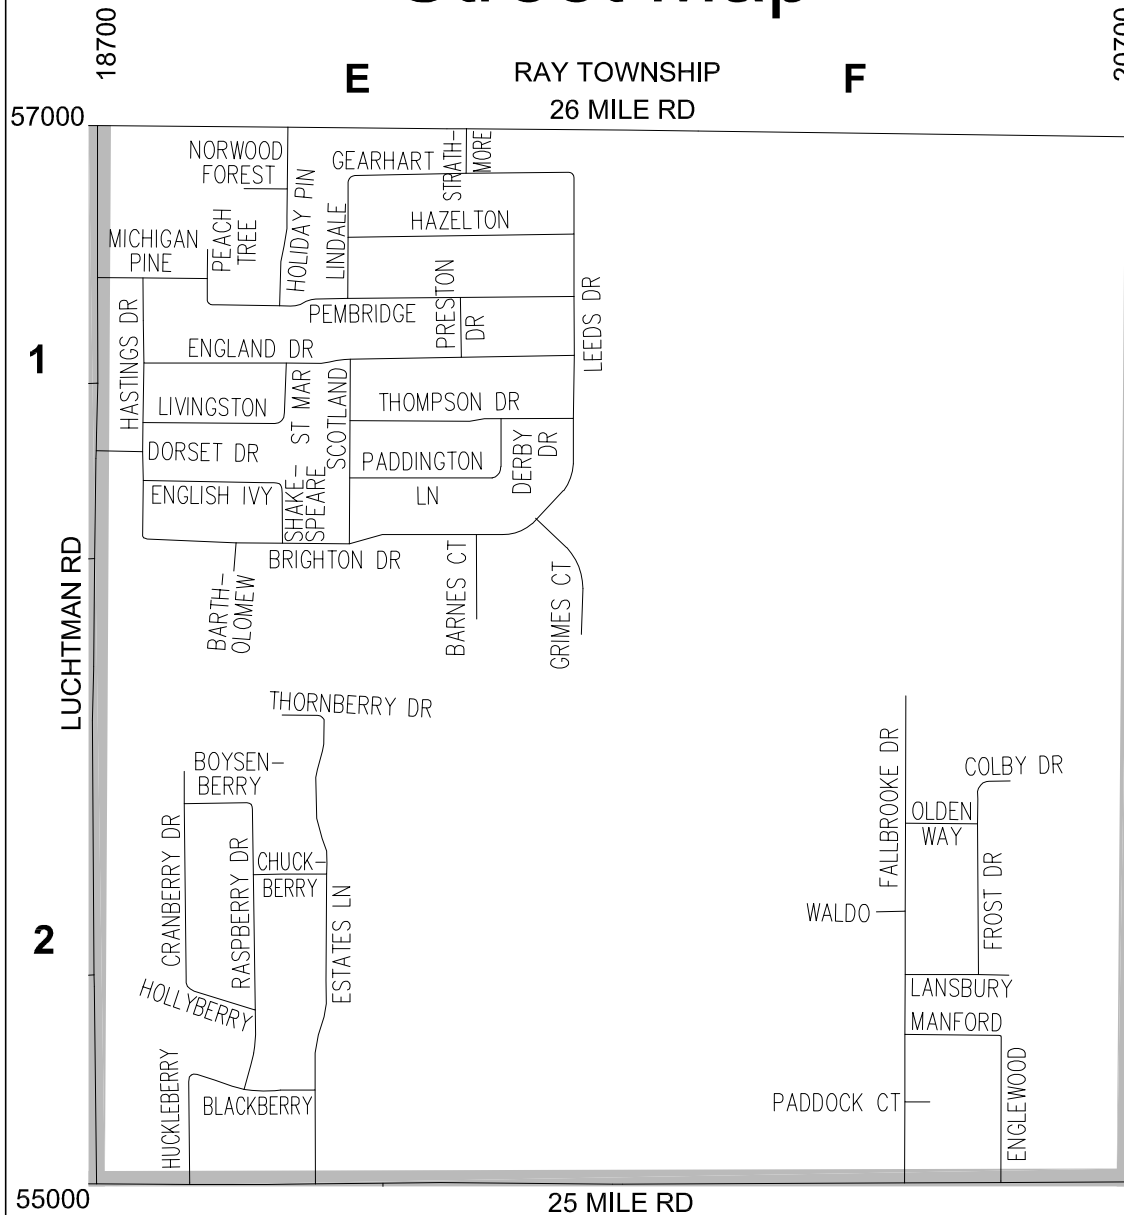 Street Map
18700
20700
E
RAY TOWNSHIP
F
57000
26 MILE RD
NORWOOD
FOREST
GEARHART
STRATH-
MORE
HOLIDAY PIN
LINDALE
HAZELTON
PEACH
TREE
MICHIGAN
PINE
PEMBRIDGE
PRESTON
DR
LEEDS DR
1
HASTINGS DR
ENGLAND DR
LIVINGSTON
ST MAR
SCOTLAND
THOMPSON DR
DORSET DR
PADDINGTON
LN
DERBY
DR
ENGLISH IVY
SHAKE-
SPEARE
BRIGHTON DR
BARTH-
OLOMEW
BARNES CT
GRIMES CT
LUCHTMAN RD
THORNBERRY DR
BOYSEN-
BERRY
CRANBERRY DR
RASPBERRY DR
CHUCK-
BERRY
ESTATES LN
FALLBROOKE DR
COLBY DR
OLDEN
WAY
FROST DR
WALDO
2
HOLLYBERRY
LANSBURY
MANFORD
HUCKLEBERRY
BLACKBERRY
PADDOCK CT
ENGLEWOOD
55000
25 MILE RD